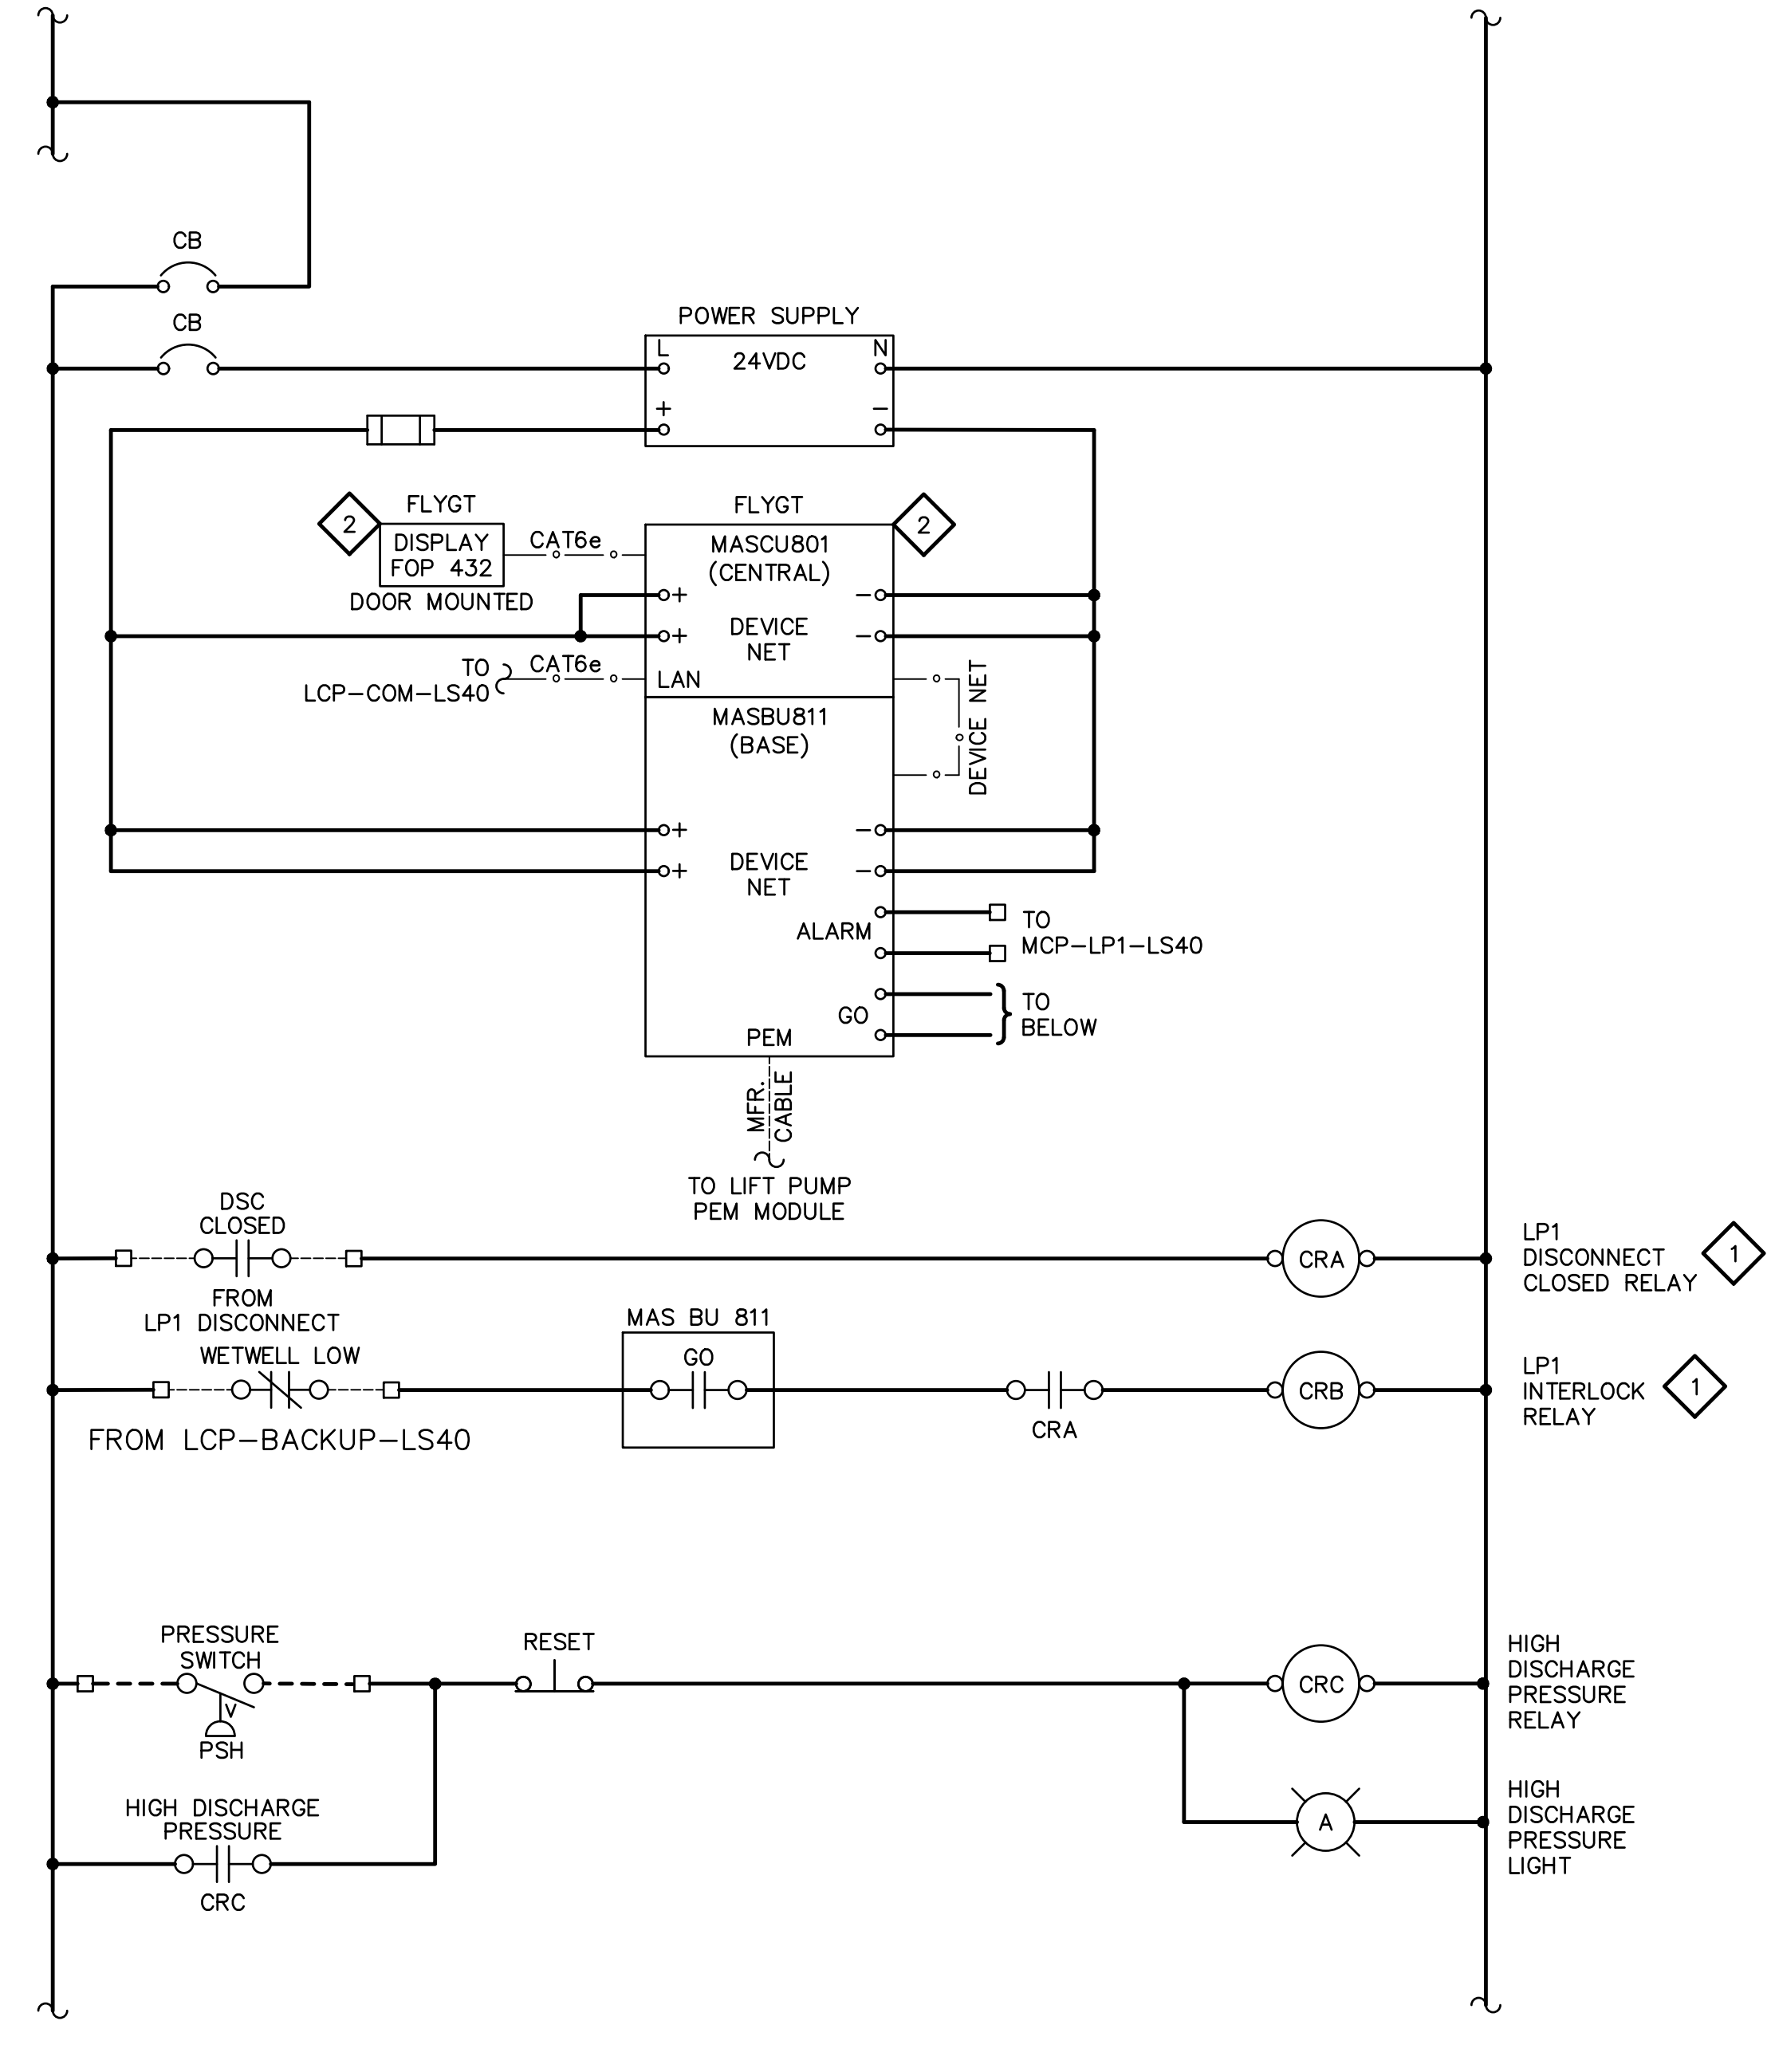 CB
CB
POWER SUPPLY
L
24VDC
N
+
−
2
FLYGT
DISPLAY
FOP 432
DOOR MOUNTED
CAT6e
FLYGT
2
MASCU801
(CENTRAL)
+
−
+
DEVICE
NET
−
TO
LCP-COM-LS40
CAT6e
LAN
DEVICE NET
MASBU811
(BASE)
+
−
+
DEVICE
NET
−
ALARM
TO
MCP-LP1-LS40
GO
TO
BELOW
PEM
MFR.
CABLE
TO LIFT PUMP
PEM MODULE
DSC
CLOSED
FROM
LP1 DISCONNECT
CRA
LP1
DISCONNECT
CLOSED RELAY
1
WETWELL LOW
FROM LCP-BACKUP-LS40
MAS BU 811
GO
CRA
CRB
LP1
INTERLOCK
RELAY
1
PRESSURE
SWITCH
PSH
RESET
CRC
HIGH
DISCHARGE
PRESSURE
RELAY
HIGH DISCHARGE
PRESSURE
CRC
A
HIGH
DISCHARGE
PRESSURE
LIGHT